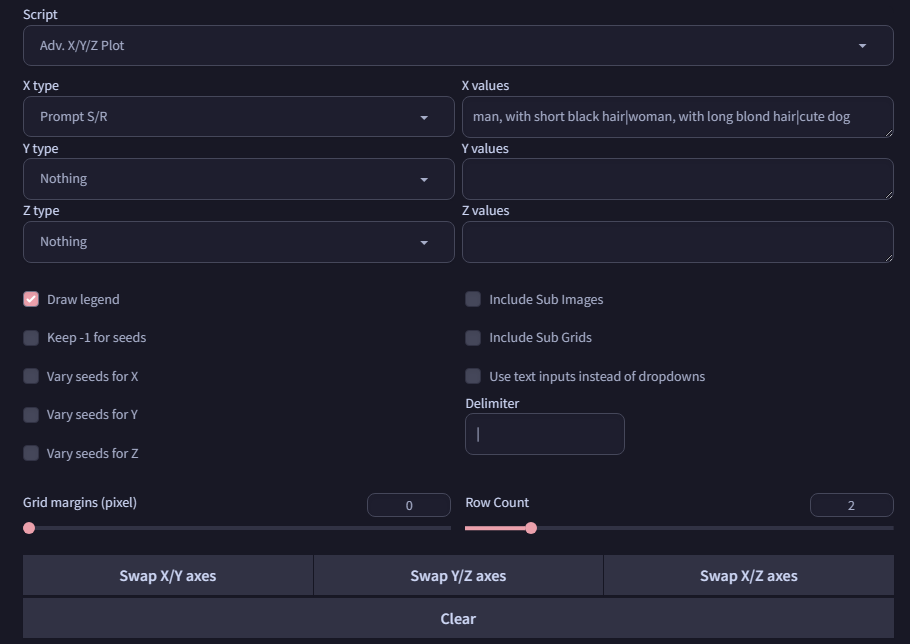 Script
Adv. X/Y/Z Plot
X type
X values
Prompt S/R
man, with short black hair|woman, with long blond hair|cute dog
Y type
Y values
Nothing
Z type
Z values
Nothing
Draw legend
Include Sub Images
Keep -1 for seeds
Include Sub Grids
Vary seeds for X
Use text inputs instead of dropdowns
Delimiter
Vary seeds for Y
|
Vary seeds for Z
Grid margins (pixel)
0
Row Count
2
Swap X/Y axes
Swap Y/Z axes
Swap X/Z axes
Clear